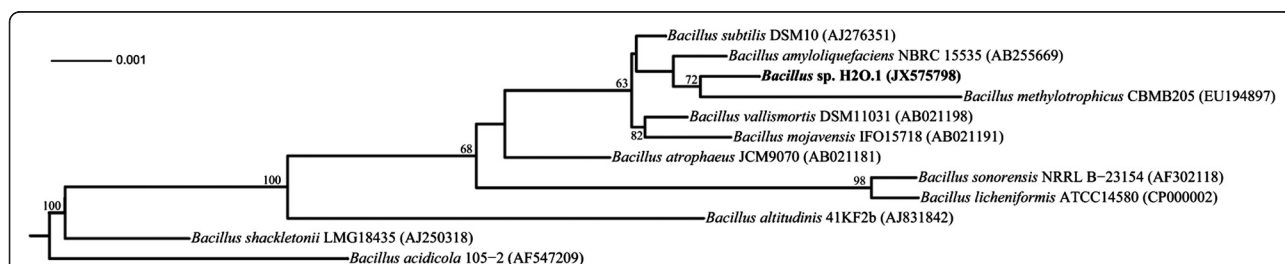 Bacillus subtilis DSM10 (AJ276351)
0.001
Bacillus amyloliquefaciens NBRC 15535 (AB255669)
72 Bacillus sp. H2O.1 (JX575798)
63
Bacillus methylotrophicus CBMB205 (EU194897)
Bacillus vallismortis DSM11031 (AB021198)
82 Bacillus mojavensis IFO15718 (AB021191)
68
Bacillus atrophaeus JCM9070 (AB021181)
98 Bacillus sonorensis NRRL B−23154 (AF302118)
100
Bacillus licheniformis ATCC14580 (CP000002)
100
Bacillus altitudinis 41KF2b (AJ831842)
Bacillus shackletonii LMG18435 (AJ250318)
Bacillus acidicola 105−2 (AF547209)